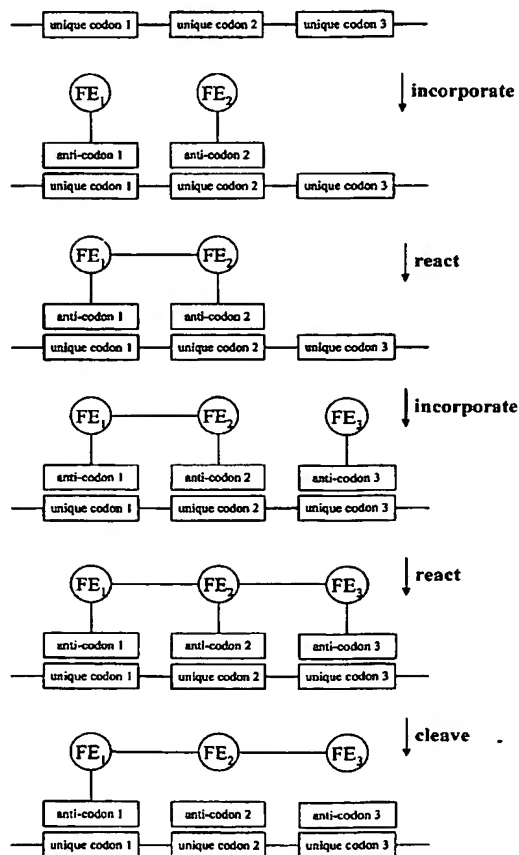 unique codon 1 unique codon 2 unique codon 3
incorporate
FE1 FE2
anti-codon 1 anti-codon 2
unique codon 1 unique codon 2 unique codon 3
react
FE1 FE2
anti-codon 1 anti-codon 2
unique codon 1 unique codon 2 unique codon 3
incorporate
FE1 FE2 FE3
anti-codon 1 anti-codon 2 anti-codon 3
unique codon 1 unique codon 2 unique codon 3
react
FE1 FE2 FE3
anti-codon 1 anti-codon 2 anti-codon 3
unique codon 1 unique codon 2 unique codon 3
cleave
FE1 FE2 FE3
anti-codon 1 anti-codon 2 anti-codon 3
unique codon 1 unique codon 2 unique codon 3